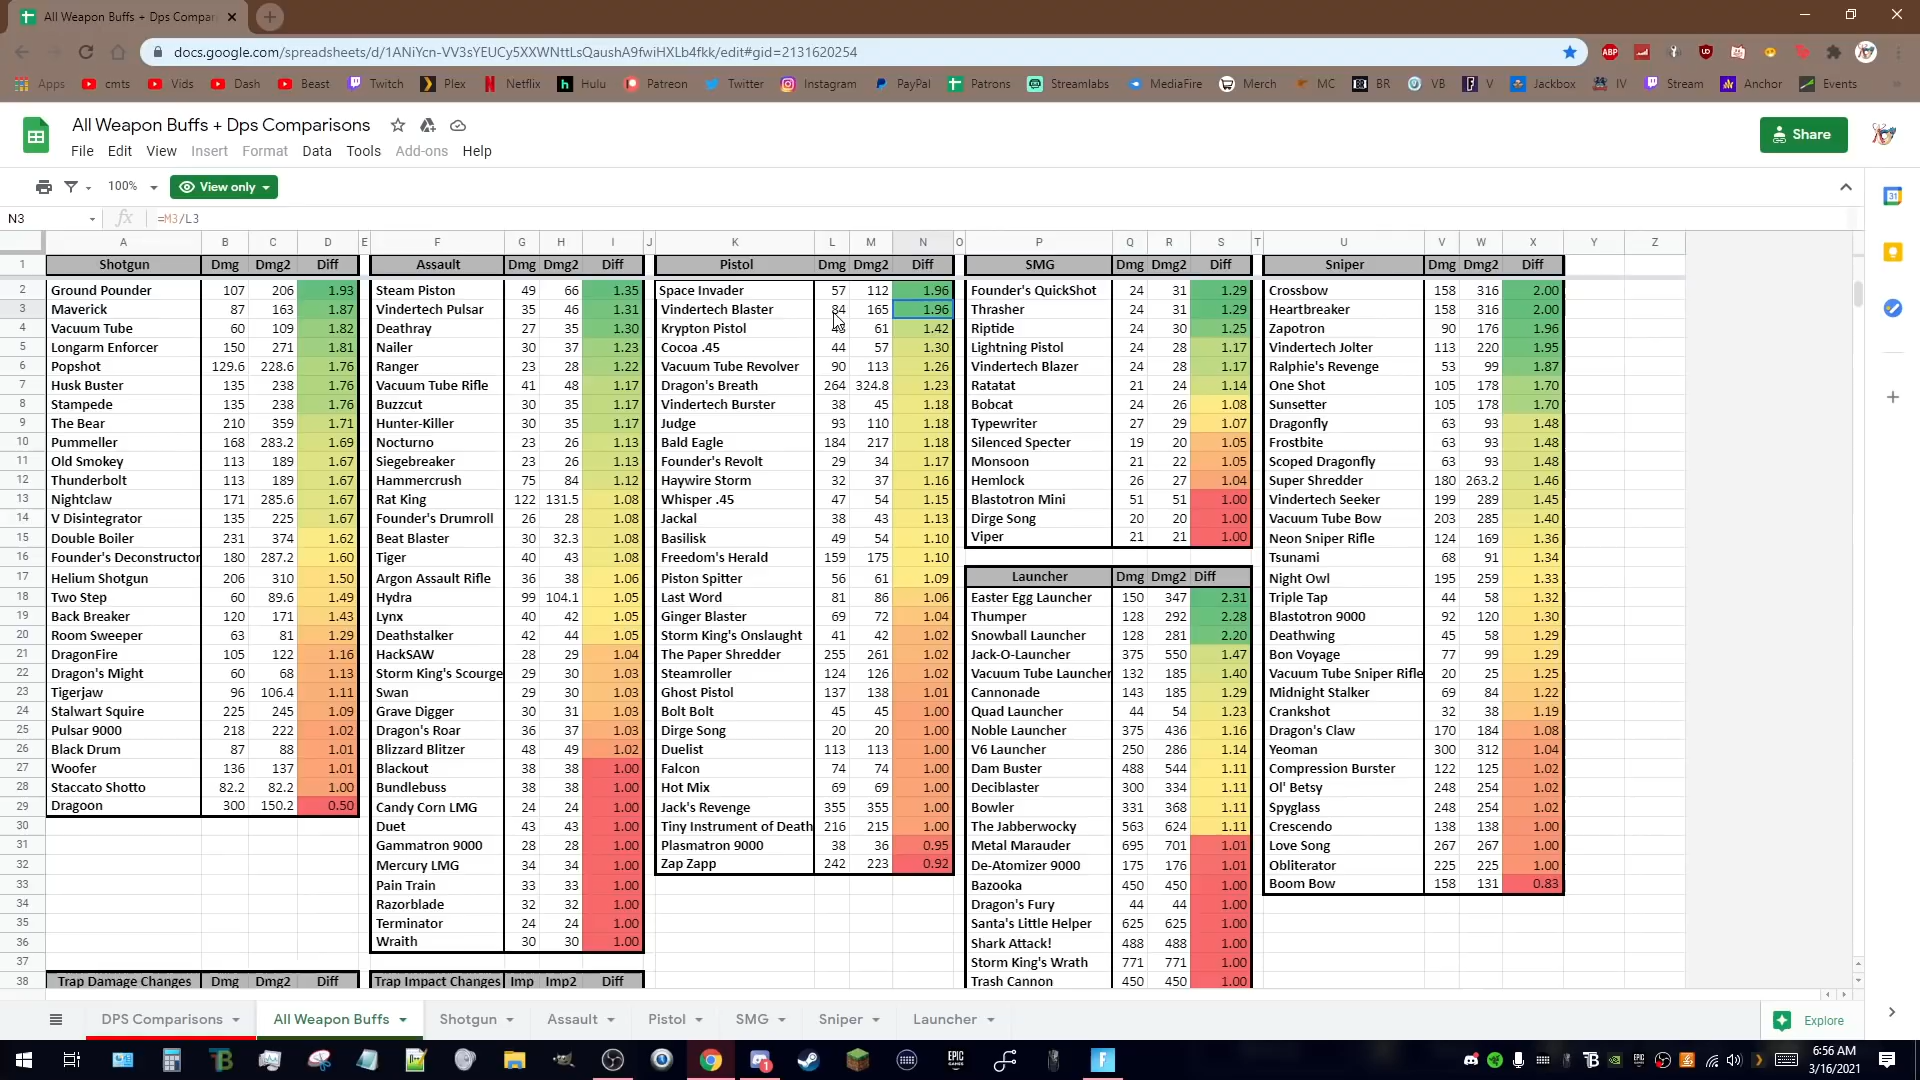 All Weapon Buffs + Dps Compar
docs.google.com/spreadsheets/d/1ANiYcn-VV3sYEUCy5XXWNttLsQaushA9fwiHXLb4fkk/edit#gid=2131620254
Apps cmts Vids Dash Beast Twitch Plex Netflix Hulu Patreon Twitter Instagram PayPal Patrons Streamlabs MediaFire Merch MC BR VB V Jackbox IV Stream Anchor Events
All Weapon Buffs + Dps Comparisons
Share
File Edit View Insert Format Data Tools Add-ons Help
100% View only
N3 fx =M3/L3
A B C D E F G H I J K L M N O P Q R S T U V W X Y Z
1 Shotgun Dmg Dmg2 Diff Assault Dmg Dmg2 Diff Pistol Dmg Dmg2 Diff SMG Dmg Dmg2 Diff Sniper Dmg Dmg2 Diff
2 Ground Pounder 107 206 1.93 Steam Piston 49 66 1.35 Space Invader 57 112 1.96 Founder's QuickShot 24 31 1.29 Crossbow 158 316 2.00
3 Maverick 87 163 1.87 Vindertech Pulsar 35 46 1.31 Vindertech Blaster 84 165 1.96 Thrasher 24 31 1.29 Heartbreaker 158 316 2.00
4 Vacuum Tube 60 109 1.82 Deathray 27 35 1.30 Krypton Pistol 43 61 1.42 Riptide 24 30 1.25 Zapotron 90 176 1.96
5 Longarm Enforcer 150 271 1.81 Nailer 30 37 1.23 Cocoa .45 44 57 1.30 Lightning Pistol 24 28 1.17 Vindertech Jolter 113 220 1.95
6 Popshot 129.6 228.6 1.76 Ranger 23 28 1.22 Vacuum Tube Revolver 90 113 1.26 Vindertech Blazer 24 28 1.17 Ralphie's Revenge 53 99 1.87
7 Husk Buster 135 238 1.76 Vacuum Tube Rifle 41 48 1.17 Dragon's Breath 264 324.8 1.23 Ratatat 21 24 1.14 One Shot 105 178 1.70
8 Stampede 135 238 1.76 Buzzcut 30 35 1.17 Vindertech Burster 38 45 1.18 Bobcat 24 26 1.08 Sunsetter 105 178 1.70
9 The Bear 210 359 1.71 Hunter-Killer 30 35 1.17 Judge 93 110 1.18 Typewriter 27 29 1.07 Dragonfly 63 93 1.48
10 Pummeller 168 283.2 1.69 Nocturno 23 26 1.13 Bald Eagle 184 217 1.18 Silenced Specter 19 20 1.05 Frostbite 63 93 1.48
11 Old Smokey 113 189 1.67 Siegebreaker 23 26 1.13 Founder's Revolt 29 34 1.17 Monsoon 21 22 1.05 Scoped Dragonfly 63 93 1.48
12 Thunderbolt 113 189 1.67 Hammercrush 75 84 1.12 Haywire Storm 32 37 1.16 Hemlock 26 27 1.04 Super Shredder 180 263.2 1.46
13 Nightclaw 171 285.6 1.67 Rat King 122 131.5 1.08 Whisper .45 47 54 1.15 Blastotron Mini 51 51 1.00 Vindertech Seeker 199 289 1.45
14 V Disintegrator 135 225 1.67 Founder's Drumroll 26 28 1.08 Jackal 38 43 1.13 Dirge Song 20 20 1.00 Vacuum Tube Bow 203 285 1.40
15 Double Boiler 231 374 1.62 Beat Blaster 30 32.3 1.08 Basilisk 49 54 1.10 Viper 21 21 1.00 Neon Sniper Rifle 124 169 1.36
16 Founder's Deconstructor 180 287.2 1.60 Tiger 40 43 1.08 Freedom's Herald 159 175 1.10 Tsunami 68 91 1.34
17 Helium Shotgun 206 310 1.50 Argon Assault Rifle 36 38 1.06 Piston Spitter 56 61 1.09 Launcher Dmg Dmg2 Diff Night Owl 195 259 1.33
18 Two Step 60 89.6 1.49 Hydra 99 104.1 1.05 Last Word 81 86 1.06 Easter Egg Launcher 150 347 2.31 Triple Tap 44 58 1.32
19 Back Breaker 120 171 1.43 Lynx 40 42 1.05 Ginger Blaster 69 72 1.04 Thumper 128 292 2.28 Blastotron 9000 92 120 1.30
20 Room Sweeper 63 81 1.29 Deathstalker 42 44 1.05 Storm King's Onslaught 41 42 1.02 Snowball Launcher 128 281 2.20 Deathwing 45 58 1.29
21 DragonFire 105 122 1.16 HackSAW 28 29 1.04 The Paper Shredder 255 261 1.02 Jack-O-Launcher 375 550 1.47 Bon Voyage 77 99 1.29
22 Dragon's Might 60 68 1.13 Storm King's Scourge 29 30 1.03 Steamroller 124 126 1.02 Vacuum Tube Launcher 132 185 1.40 Vacuum Tube Sniper Rifle 20 25 1.25
23 Tigerjaw 96 106.4 1.11 Swan 29 30 1.03 Ghost Pistol 137 138 1.01 Cannonade 143 185 1.29 Midnight Stalker 69 84 1.22
24 Stalwart Squire 225 245 1.09 Grave Digger 30 31 1.03 Bolt Bolt 45 45 1.00 Quad Launcher 44 54 1.23 Crankshot 32 38 1.19
25 Pulsar 9000 218 222 1.02 Dragon's Roar 36 37 1.03 Dirge Song 20 20 1.00 Noble Launcher 375 436 1.16 Dragon's Claw 170 184 1.08
26 Black Drum 87 88 1.01 Blizzard Blitzer 48 49 1.02 Duelist 113 113 1.00 V6 Launcher 250 286 1.14 Yeoman 300 312 1.04
27 Woofer 136 137 1.01 Blackout 38 38 1.00 Falcon 74 74 1.00 Dam Buster 488 544 1.11 Compression Burster 122 125 1.02
28 Staccato Shotto 82.2 82.2 1.00 Bundlebuss 38 38 1.00 Hot Mix 69 69 1.00 Deciblaster 300 334 1.11 Ol' Betsy 248 254 1.02
29 Dragoon 300 150.2 0.50 Candy Corn LMG 24 24 1.00 Jack's Revenge 355 355 1.00 Bowler 331 368 1.11 Spyglass 248 254 1.02
30 Duet 43 43 1.00 Tiny Instrument of Death 216 215 1.00 The Jabberwocky 563 624 1.11 Crescendo 138 138 1.00
31 Gammatron 9000 28 28 1.00 Plasmatron 9000 38 36 0.95 Metal Marauder 695 701 1.01 Love Song 267 267 1.00
32 Mercury LMG 34 34 1.00 Zap Zapp 242 223 0.92 De-Atomizer 9000 175 176 1.01 Obliterator 225 225 1.00
33 Pain Train 33 33 1.00 Bazooka 450 450 1.00 Boom Bow 158 131 0.83
34 Razorblade 32 32 1.00 Dragon's Fury 44 44 1.00
35 Terminator 24 24 1.00 Santa's Little Helper 625 625 1.00
36 Wraith 30 30 1.00 Shark Attack! 488 488 1.00
37 Storm King's Wrath 771 771 1.00
38 Trap Damage Changes Dmg Dmg2 Diff Trap Impact Changes Imp Imp2 Diff Trash Cannon 450 450 1.00
DPS Comparisons All Weapon Buffs Shotgun Assault Pistol SMG Sniper Launcher Explore
6:56 AM
3/16/2021